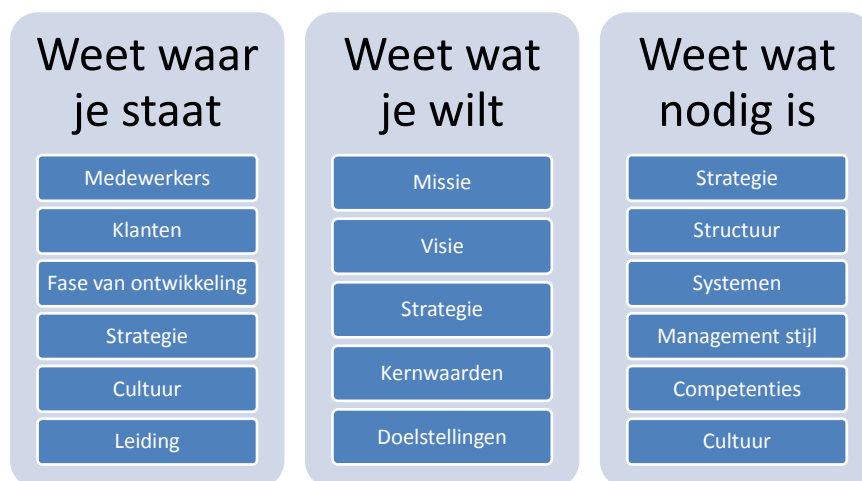 Weet waar
je staat
Medewerkers
Klanten
Fase van ontwikkeling
Strategie
Cultuur
Leiding
Weet wat
je wilt
Missie
Visie
Strategie
Kernwaarden
Doelstellingen
Weet wat
nodig is
Strategie
Structuur
Systemen
Management stijl
Competenties
Cultuur